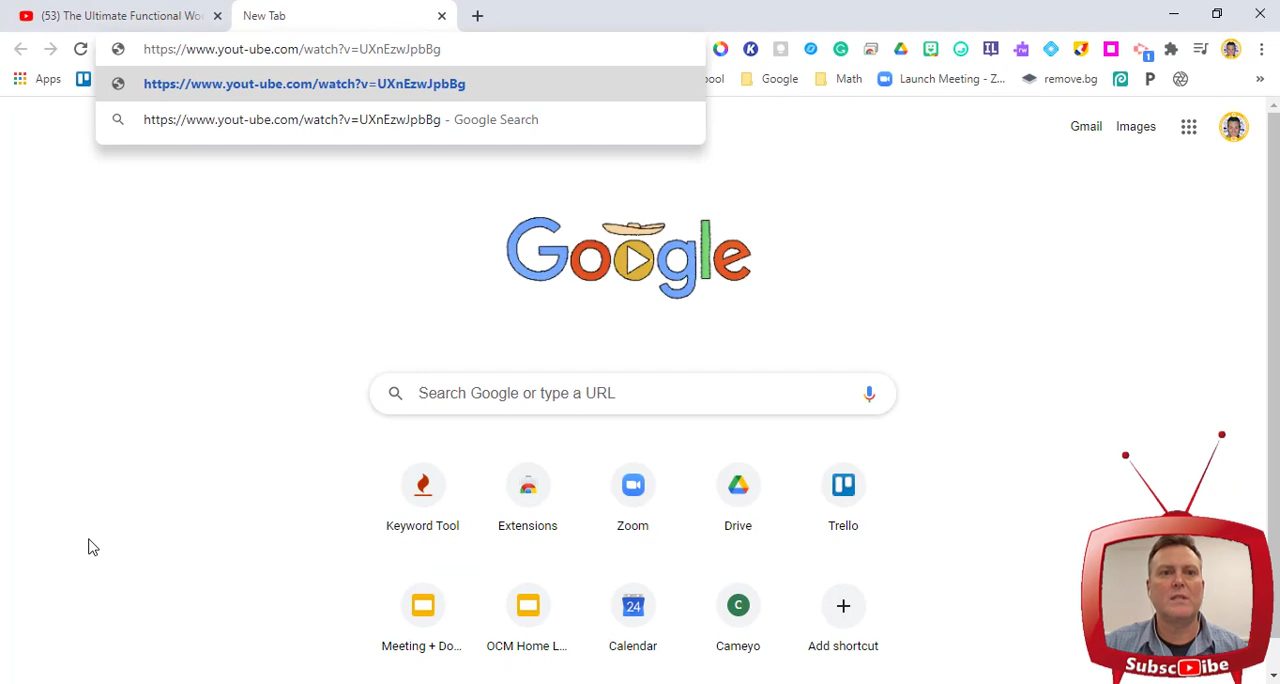 (53) The Ultimate Functional Wo
New Tab
https://www.yout-ube.com/watch?v=UXnEzwJpbBg
Apps
Google
Math
Launch Meeting - Z...
remove.bg
https://www.yout-ube.com/watch?v=UXnEzwJpbBg
https://www.yout-ube.com/watch?v=UXnEzwJpbBg - Google Search
Gmail
Images
Google
Search Google or type a URL
Keyword Tool
Extensions
Zoom
Drive
Trello
24
C
Meeting + Do...
OCM Home L...
Calendar
Cameyo
Add shortcut
Subscribe